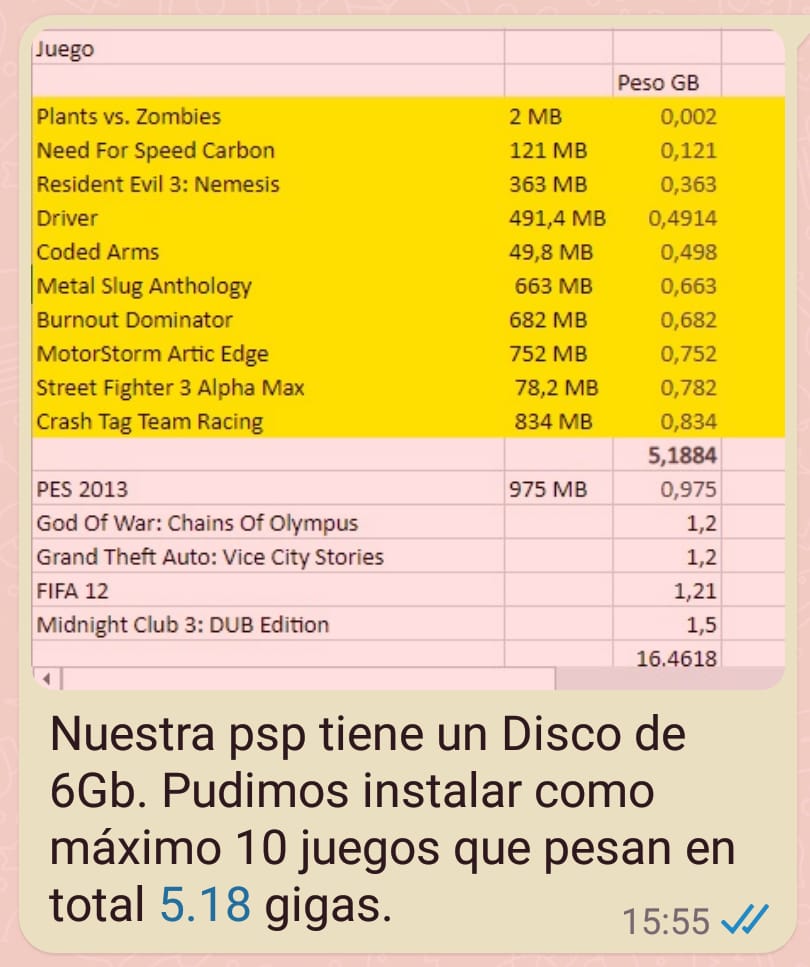 Juego
Peso GB
Plants vs. Zombies 2 MB 0,002
Need For Speed Carbon 121 MB 0,121
Resident Evil 3: Nemesis 363 MB 0,363
Driver 491,4 MB 0,4914
Coded Arms 49,8 MB 0,498
Metal Slug Anthology 663 MB 0,663
Burnout Dominator 682 MB 0,682
MotorStorm Artic Edge 752 MB 0,752
Street Fighter 3 Alpha Max 78,2 MB 0,782
Crash Tag Team Racing 834 MB 0,834
5,1884
PES 2013 975 MB 0,975
God Of War: Chains Of Olympus 1,2
Grand Theft Auto: Vice City Stories 1,2
FIFA 12 1,21
Midnight Club 3: DUB Edition 1,5
16.4618
Nuestra psp tiene un Disco de
6Gb. Pudimos instalar como
máximo 10 juegos que pesan en
total 5.18 gigas.
15:55